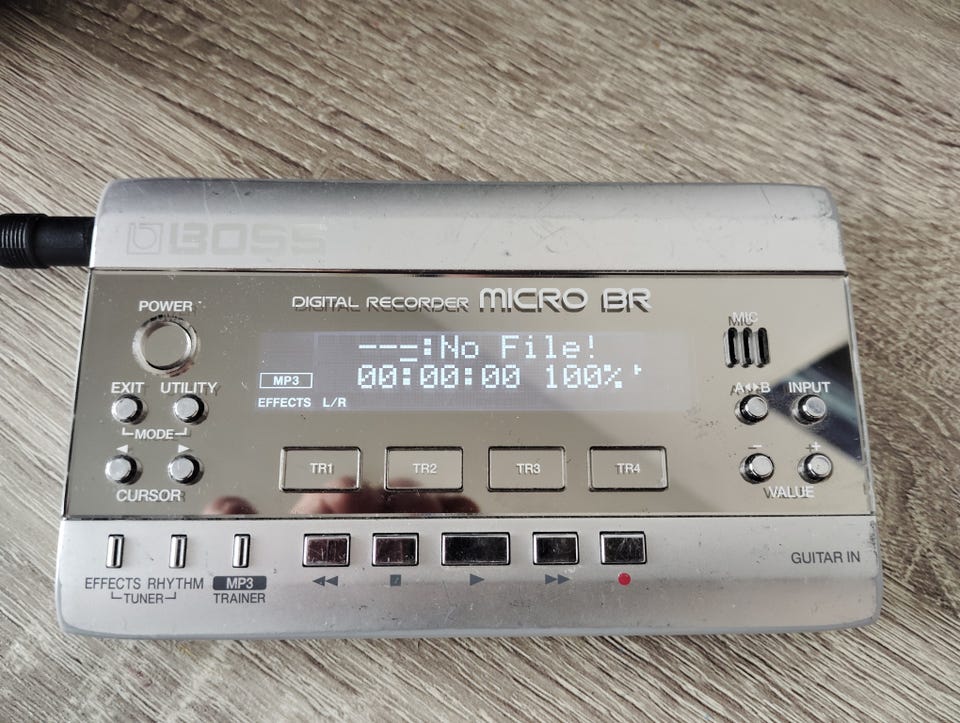 BOSS
POWER
DIGITAL RECORDER MICRO BR
MIC
---:No File!
MP3
00:00:00 100%
EFFECTS L/R
EXIT UTILITY
MODE
CURSOR
A◄►B INPUT
- +
VALUE
TR1 TR2 TR3 TR4
EFFECTS RHYTHM MP3
TUNER TRAINER
GUITAR IN